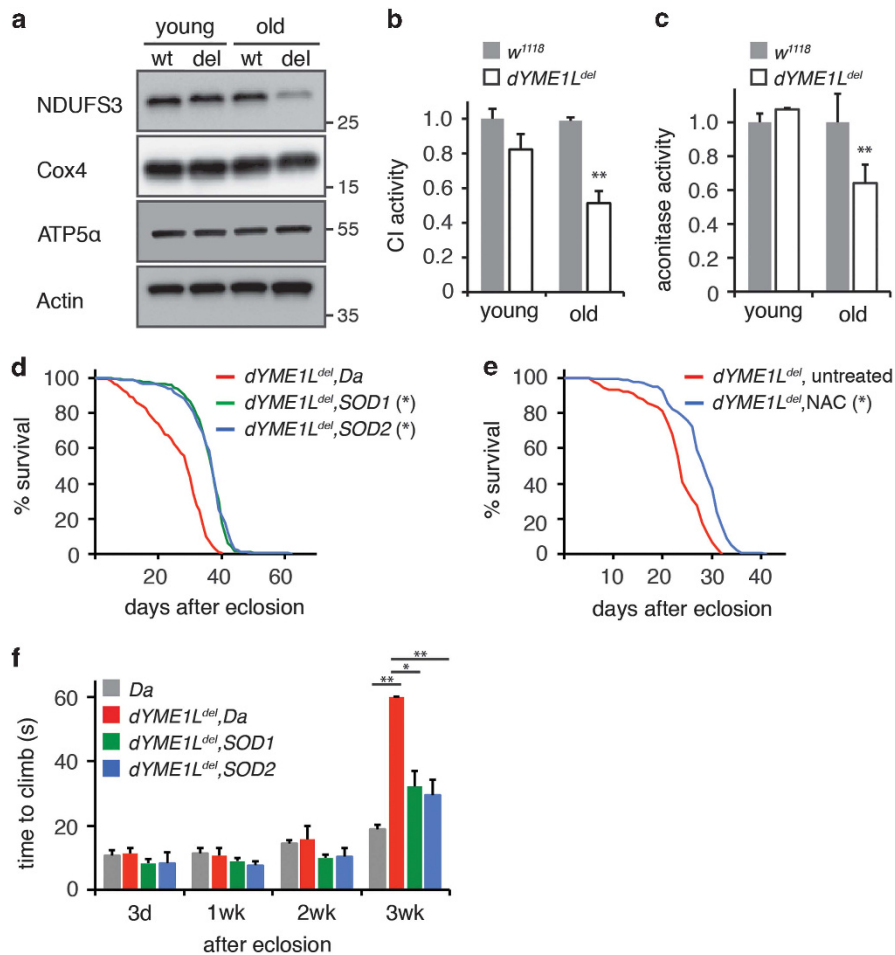 a
young old
wt del wt del
NDUFS3
25
Cox4
15
ATP5α
55
Actin
35
b
w1118
dYME1Ldel
CI activity
1.0
0.8
0.6
0.4
0.2
0
**
young old
c
w1118
dYME1Ldel
aconitase activity
1.0
0.8
0.6
0.4
0.2
0
**
young old
d
dYME1Ldel,Da
dYME1Ldel,SOD1 (*)
dYME1Ldel,SOD2 (*)
% survival
100
80
60
40
20
0
20 40 60
days after eclosion
e
dYME1Ldel, untreated
dYME1Ldel,NAC (*)
% survival
100
80
60
40
20
0
10 20 30 40
days after eclosion
f
Da
dYME1Ldel,Da
dYME1Ldel,SOD1
dYME1Ldel,SOD2
**
*
**
time to climb (s)
60
40
20
0
3d 1wk 2wk 3wk
after eclosion